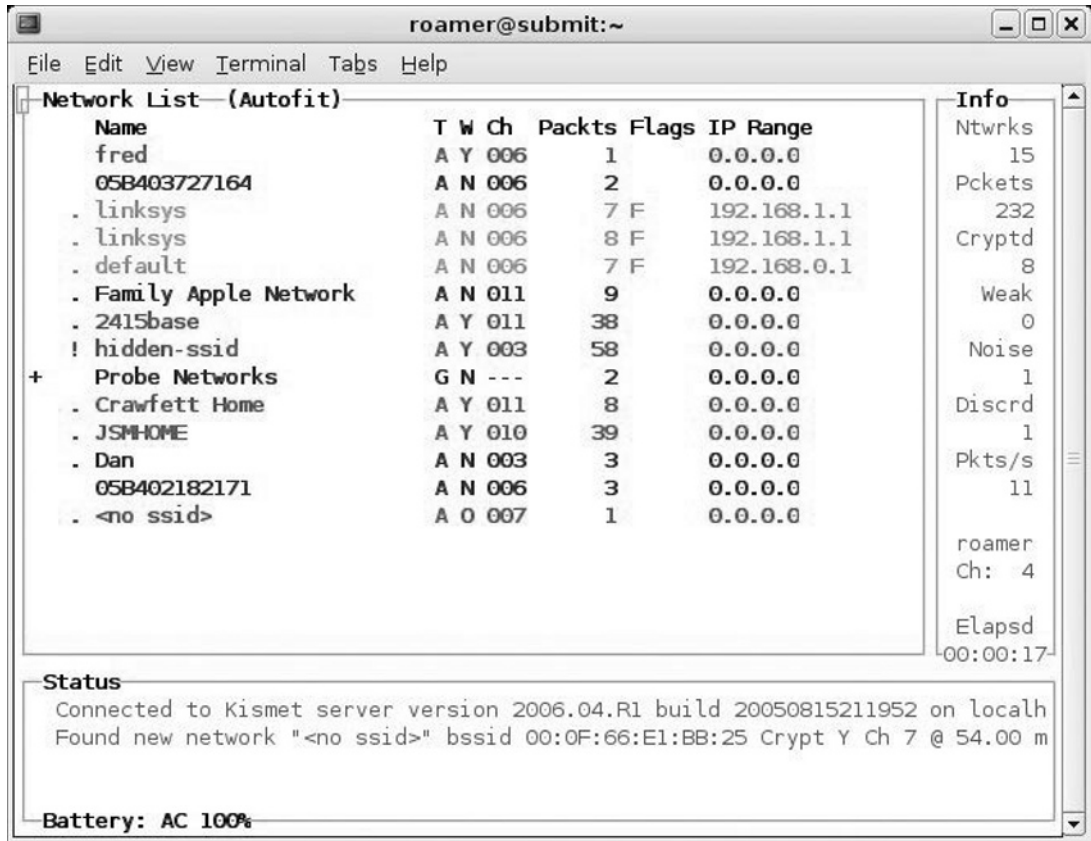 roamer@submit:~
File Edit View Terminal Tabs Help
Network List (Autofit)
Name T W Ch Packts Flags IP Range
fred A Y 006 1 0.0.0.0
05B403727164 A N 006 2 0.0.0.0
. linksys A N 006 7 F 192.168.1.1
. linksys A N 006 8 F 192.168.1.1
. default A N 006 7 F 192.168.0.1
. Family Apple Network A N 011 9 0.0.0.0
. 2415base A Y 011 38 0.0.0.0
! hidden-ssid A Y 003 58 0.0.0.0
+ Probe Networks G N --- 2 0.0.0.0
. Crawfett Home A Y 011 8 0.0.0.0
. JSMHOME A Y 010 39 0.0.0.0
. Dan A N 003 3 0.0.0.0
05B402182171 A N 006 3 0.0.0.0
. <no ssid> A O 007 1 0.0.0.0
Info
Ntwrks
15
Pckets
232
Cryptd
8
Weak
0
Noise
1
Discrd
1
Pkts/s
11
roamer
Ch: 4
Elapsd
00:00:17
Status
Connected to Kismet server version 2006.04.R1 build 20050815211952 on localh
Found new network "<no ssid>" bssid 00:0F:66:E1:BB:25 Crypt Y Ch 7 @ 54.00 m
Battery: AC 100%